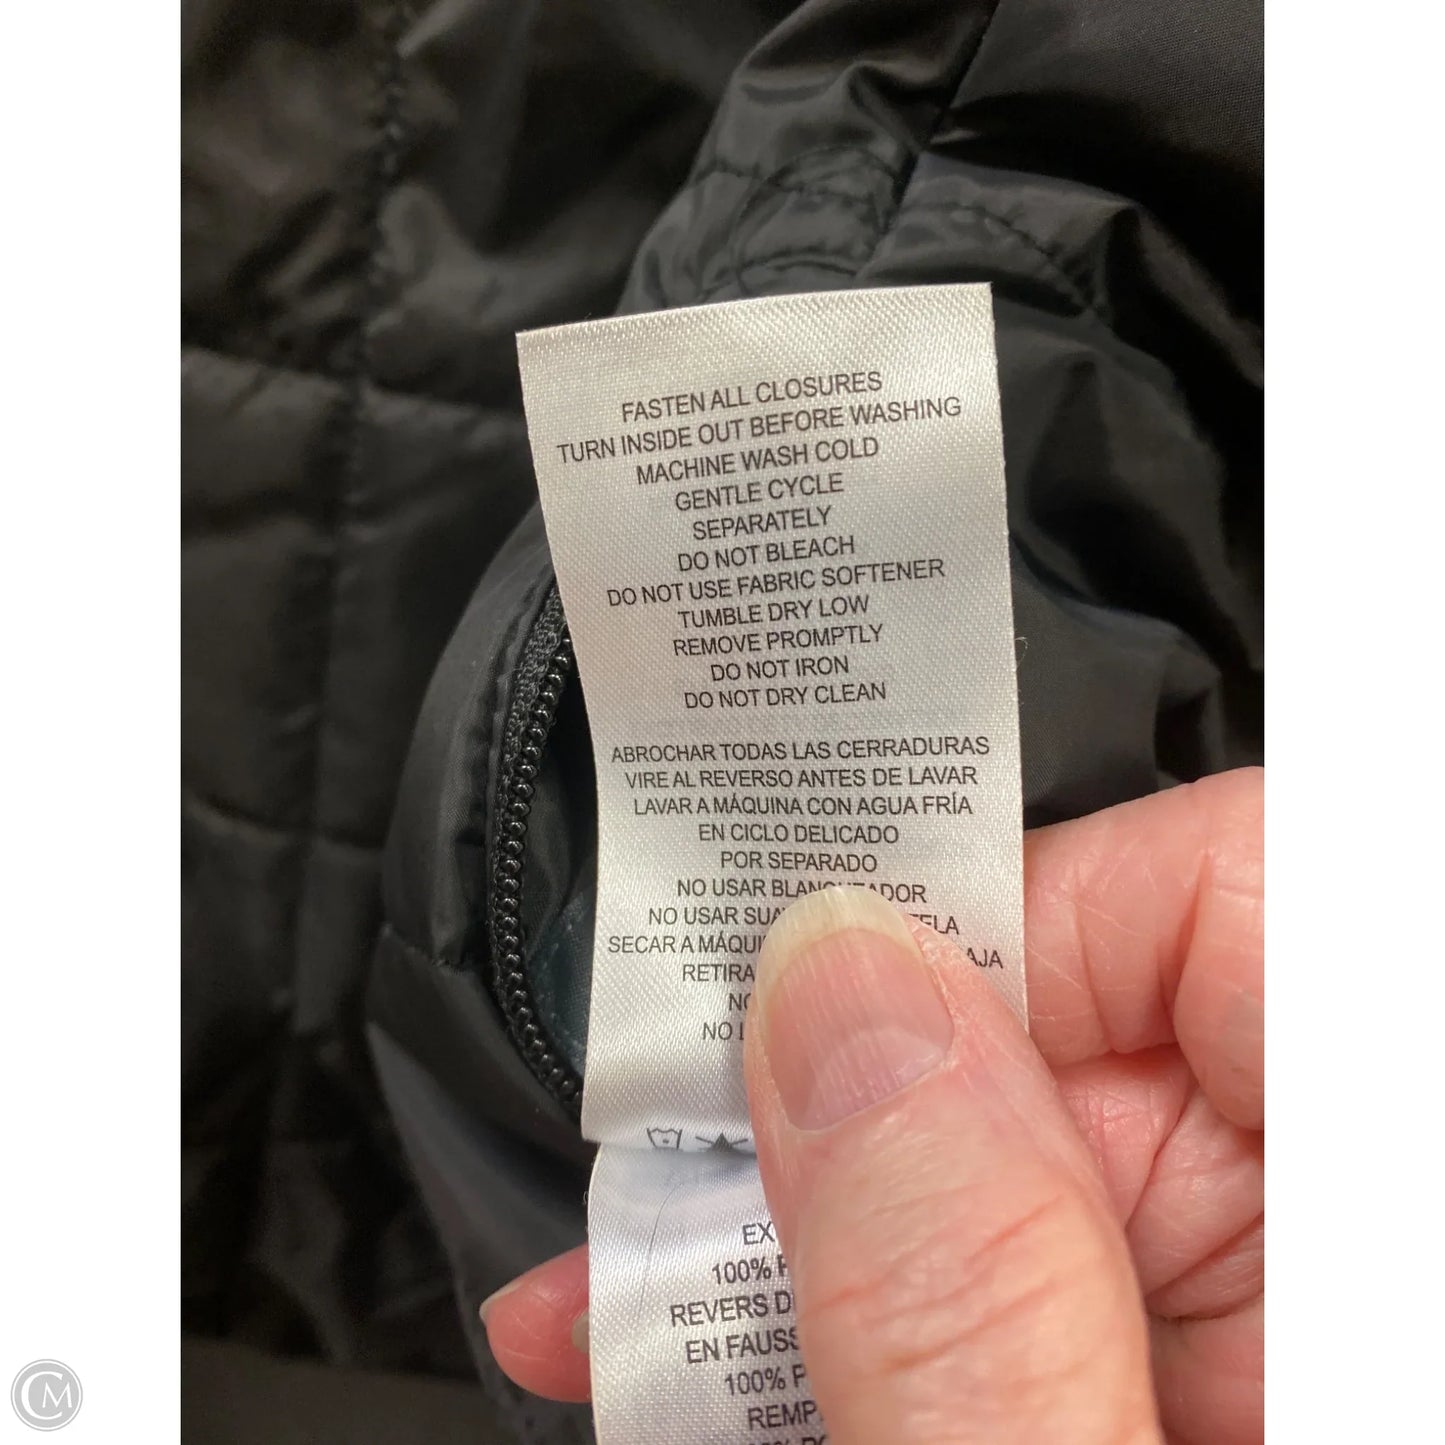 FASTEN ALL CLOSURES
TURN INSIDE OUT BEFORE WASHING
MACHINE WASH COLD
GENTLE CYCLE
SEPARATELY
DO NOT BLEACH
DO NOT USE FABRIC SOFTENER
TUMBLE DRY LOW
REMOVE PROMPTLY
DO NOT IRON
DO NOT DRY CLEAN
ABROCHAR TODAS LAS CERRADURAS
VIRE AL REVERSO ANTES DE LAVAR
LAVAR A MÁQUINA CON AGUA FRÍA
EN CICLO DELICADO
POR SEPARADO
NO USAR BLANQUEADOR
NO USAR
SECAR A
NO
100%
REVERS
EN
100%
CM